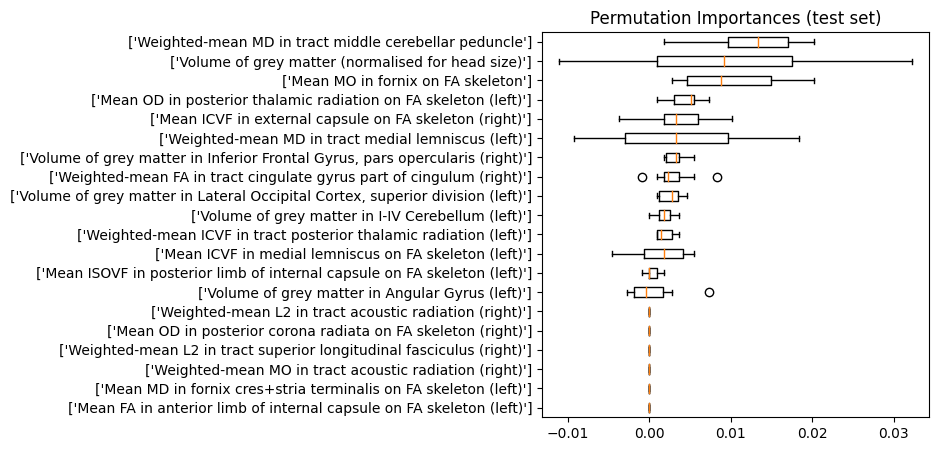 Permutation Importances (test set)
['Weighted-mean MD in tract middle cerebellar peduncle']
['Volume of grey matter (normalised for head size)']
['Mean MO in fornix on FA skeleton']
['Mean OD in posterior thalamic radiation on FA skeleton (left)']
['Mean ICVF in external capsule on FA skeleton (right)']
['Weighted-mean MD in tract medial lemniscus (left)']
['Volume of grey matter in Inferior Frontal Gyrus, pars opercularis (right)']
['Weighted-mean FA in tract cingulate gyrus part of cingulum (right)']
['Volume of grey matter in Lateral Occipital Cortex, superior division (left)']
['Volume of grey matter in I-IV Cerebellum (left)']
['Weighted-mean ICVF in tract posterior thalamic radiation (left)']
['Mean ICVF in medial lemniscus on FA skeleton (left)']
['Mean ISOVF in posterior limb of internal capsule on FA skeleton (left)']
['Volume of grey matter in Angular Gyrus (left)']
['Weighted-mean L2 in tract acoustic radiation (right)']
['Mean OD in posterior corona radiata on FA skeleton (right)']
['Weighted-mean L2 in tract superior longitudinal fasciculus (right)']
['Weighted-mean MO in tract acoustic radiation (right)']
['Mean MD in fornix cres+stria terminalis on FA skeleton (left)']
['Mean FA in anterior limb of internal capsule on FA skeleton (left)']
−0.01 0.00 0.01 0.02 0.03